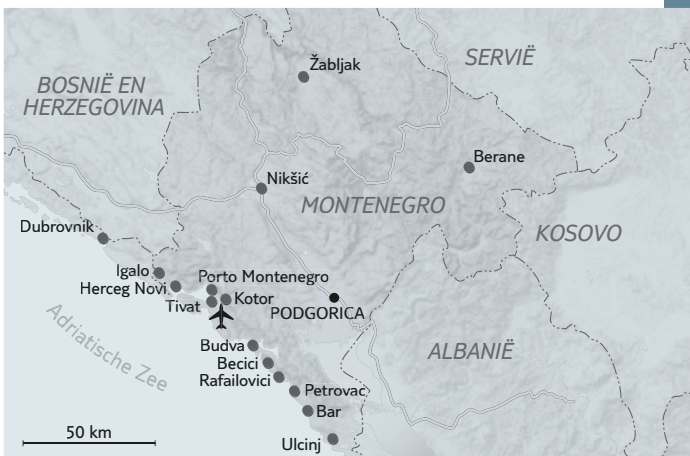 Žabljak
SERVIË
BOSNIË EN
HERZEGOVINA
Berane
Nikšić
MONTENEGRO
Dubrovnik
KOSOVO
Igalo
Porto Montenegro
Herceg Novi
Kotor
Tivat
PODGORICA
Adriatische Zee
Budva
ALBANIË
Becici
Rafailovici
Petrovac
Bar
50 km
Ulcinj